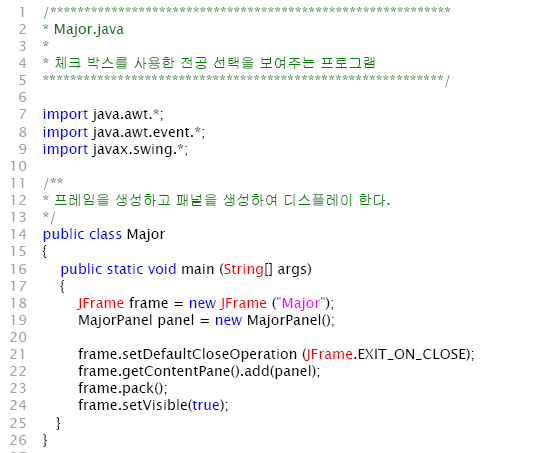 1 /************************************************************
2 * Major.java
3 *
4 * 체크 박스를 사용한 전공 선택을 보여주는 프로그램
5 ************************************************************/
6
7 import java.awt.*;
8 import java.awt.event.*;
9 import javax.swing.*;
10
11 /**
12 * 프레임을 생성하고 패널을 생성하여 디스플레이 한다.
13 */
14 public class Major
15 {
16 public static void main (String[] args)
17 {
18 JFrame frame = new JFrame ("Major");
19 MajorPanel panel = new MajorPanel();
20
21 frame.setDefaultCloseOperation (JFrame.EXIT_ON_CLOSE);
22 frame.getContentPane().add(panel);
23 frame.pack();
24 frame.setVisible(true);
25 }
26 }